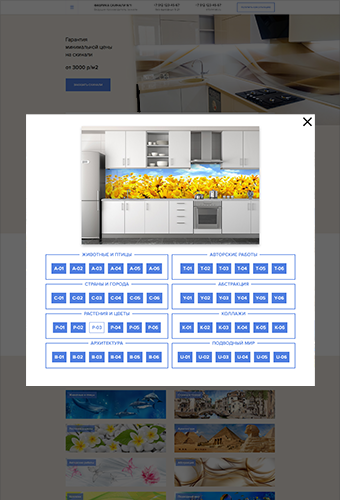 Гарантия
минимальной цены
на скинали
от 3000 р/м2
ЖИВОТНЫЕ И ПТИЦЫ
A-01 A-02 A-03 A-04 A-05
АВТОРСКИЕ РАБОТЫ
T-01 T-02 T-03 T-04 T-05 T-06
СТРАНЫ И ГОРОДА
C-01 C-02 C-03 C-04 C-05 C-06
АБСТРАКЦИЯ
Y-01 Y-02 Y-03 Y-04 Y-05 Y-06
РАСТЕНИЯ И ЦВЕТЫ
P-01 P-02 P-03 P-04 P-05 P-06
КОЛЛАЖИ
K-01 K-02 K-03 K-04 K-05 K-06
АРХИТЕКТУРА
B-01 B-02 B-03 B-04 B-05 B-06
ПОДВОДНЫЙ МИР
U-01 U-02 U-03 U-04 U-05 U-06